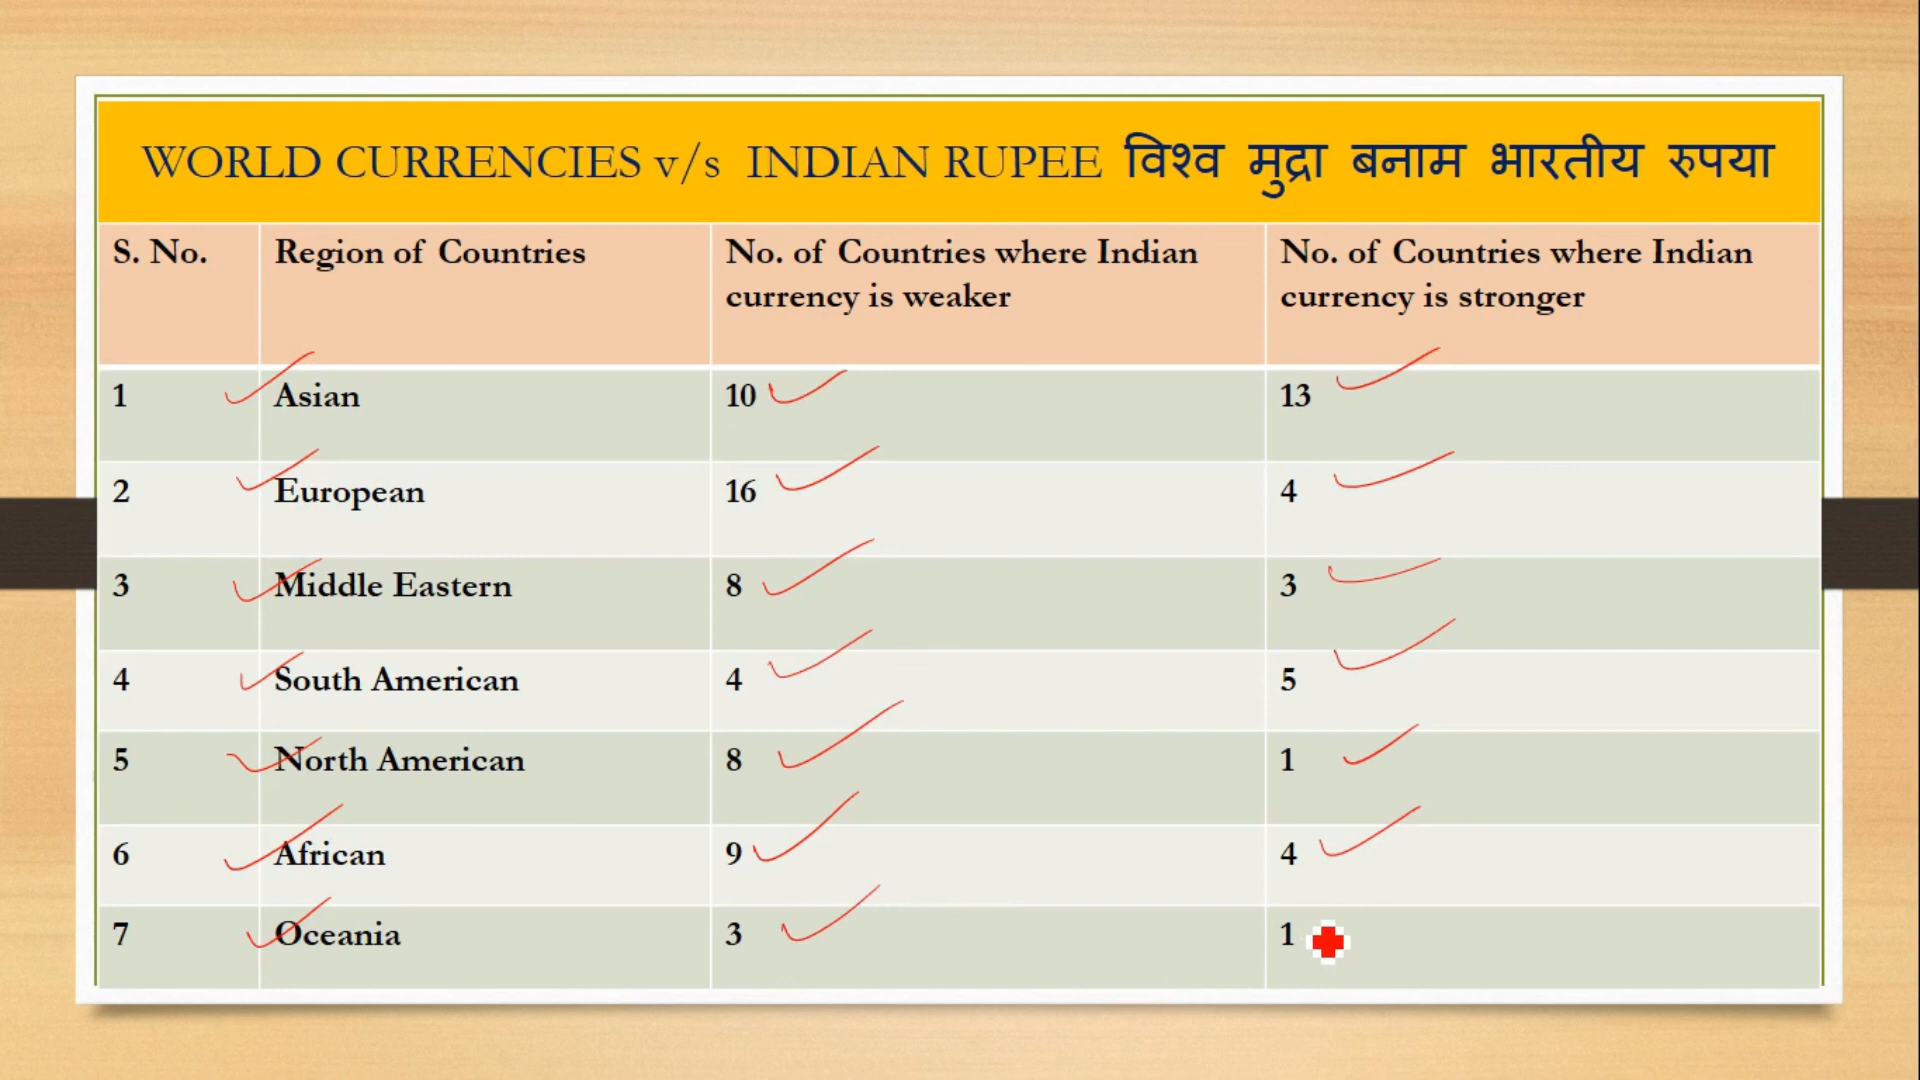 WORLD CURRENCIES v/s INDIAN RUPEE विश्व मुद्रा बनाम भारतीय रुपया
S. No. Region of Countries No. of Countries where Indian currency is weaker No. of Countries where Indian currency is stronger
1 Asian 10 13
2 European 16 4
3 Middle Eastern 8 3
4 South American 4 5
5 North American 8 1
6 African 9 4
7 Oceania 3 1